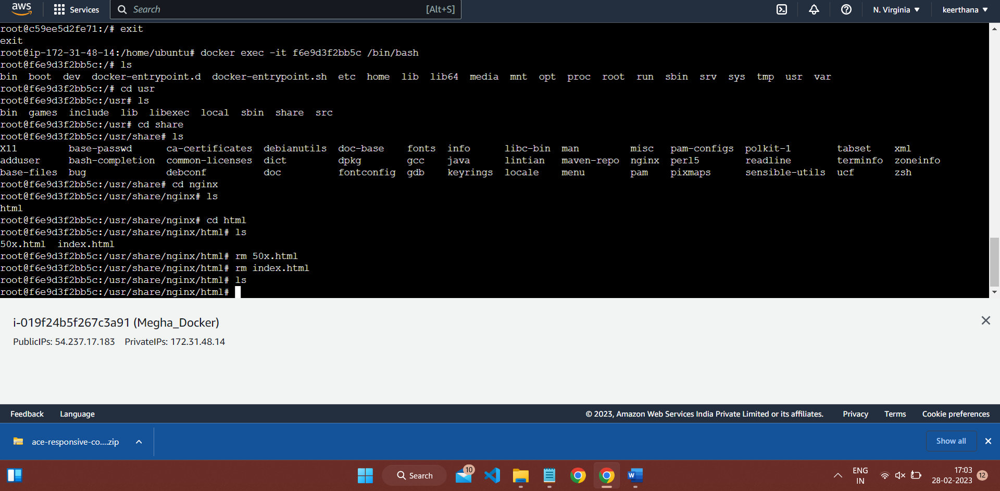 aws Services Search [Alt+S] N. Virginia ▼ keerthana ▼
root@c59ee5d2fe71:/# exit
exit
root@ip-172-31-48-14:/home/ubuntu# docker exec -it f6e9d3f2bb5c /bin/bash
root@f6e9d3f2bb5c:/# ls
bin boot dev docker-entrypoint.d docker-entrypoint.sh etc home lib lib64 media mnt opt proc root run sbin srv sys tmp usr var
root@f6e9d3f2bb5c:/# cd usr
root@f6e9d3f2bb5c:/usr# ls
bin games include lib libexec local sbin share src
root@f6e9d3f2bb5c:/usr# cd share
root@f6e9d3f2bb5c:/usr/share# ls
X11 base-passwd ca-certificates debianutils doc-base fonts info libc-bin man misc pam-configs polkit-1 tabset xml
adduser bash-completion common-licenses dict dpkg gcc java lintian maven-repo nginx perl5 readline terminfo zoneinfo
base-files bug debconf doc fontconfig gdb keyrings locale menu pam pixmaps sensible-utils ucf zsh
root@f6e9d3f2bb5c:/usr/share# cd nginx
root@f6e9d3f2bb5c:/usr/share/nginx# ls
html
root@f6e9d3f2bb5c:/usr/share/nginx# cd html
root@f6e9d3f2bb5c:/usr/share/nginx/html# ls
50x.html index.html
root@f6e9d3f2bb5c:/usr/share/nginx/html# rm 50x.html
root@f6e9d3f2bb5c:/usr/share/nginx/html# rm index.html
root@f6e9d3f2bb5c:/usr/share/nginx/html# ls
root@f6e9d3f2bb5c:/usr/share/nginx/html#
i-019f24b5f267c3a91 (Megha_Docker)
PublicIPs: 54.237.17.183 PrivateIPs: 172.31.48.14
Feedback Language © 2023, Amazon Web Services India Private Limited or its affiliates. Privacy Terms Cookie preferences
ace-responsive-co....zip Show all
Search 10 ENG 17:03
IN 28-02-2023 12